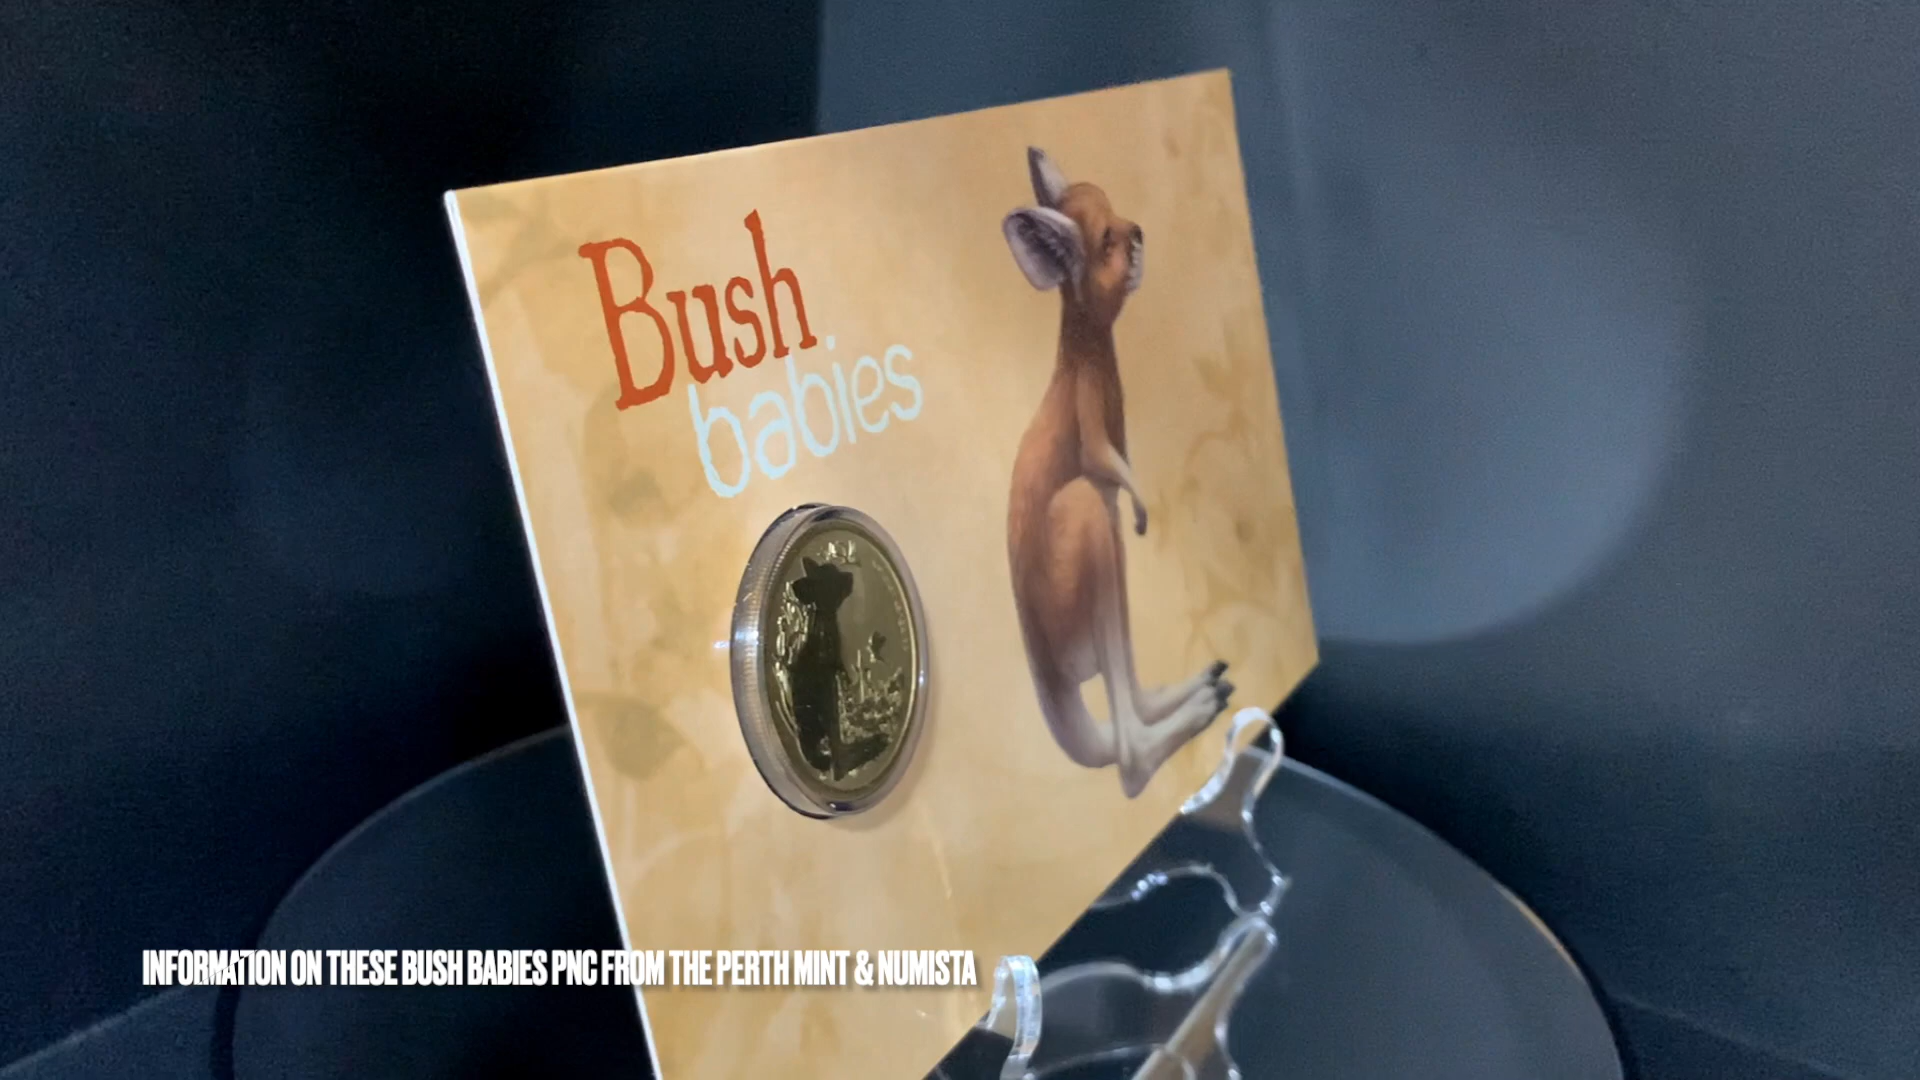 Bush
babies
INFORMATION ON THESE BUSH BABIES PNC FROM THE PERTH MINT & NUMISTA